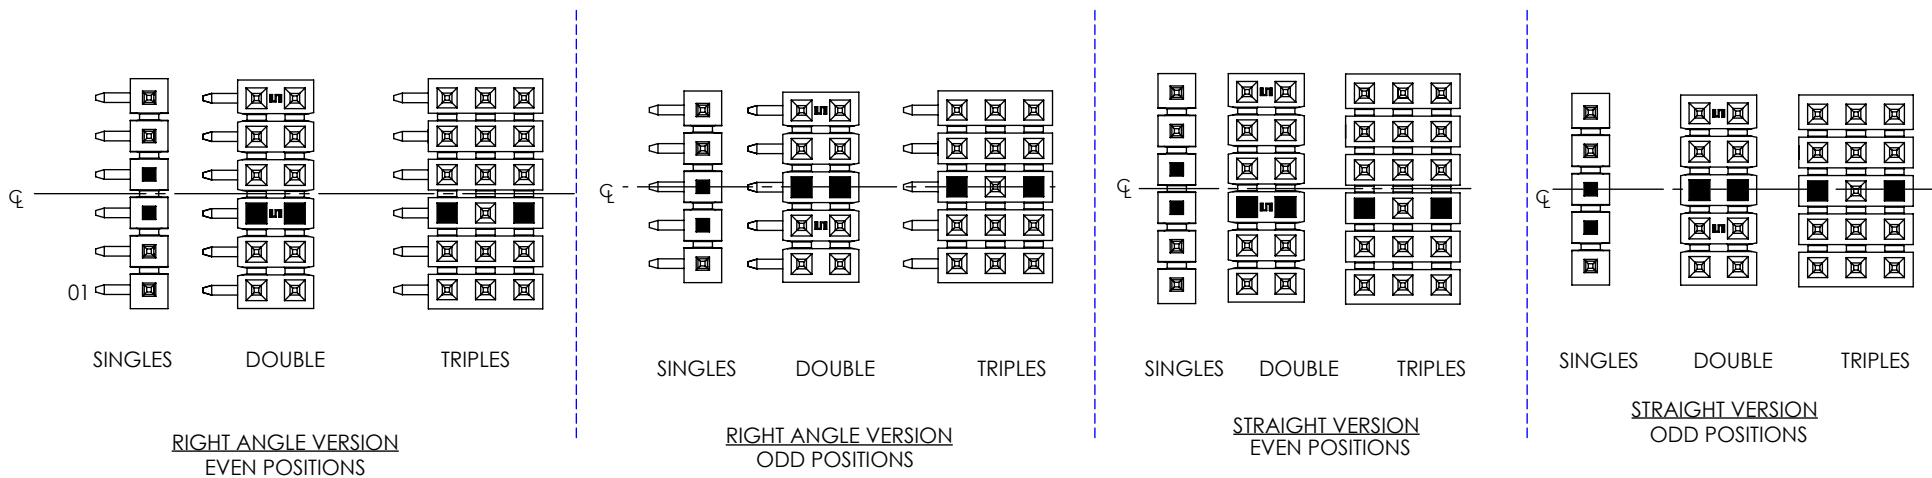 ℄
01
SINGLES DOUBLE TRIPLES
RIGHT ANGLE VERSION
EVEN POSITIONS
℄
SINGLES DOUBLE TRIPLES
RIGHT ANGLE VERSION
ODD POSITIONS
℄
SINGLES DOUBLE TRIPLES
STRAIGHT VERSION
EVEN POSITIONS
℄
SINGLES DOUBLE TRIPLES
STRAIGHT VERSION
ODD POSITIONS